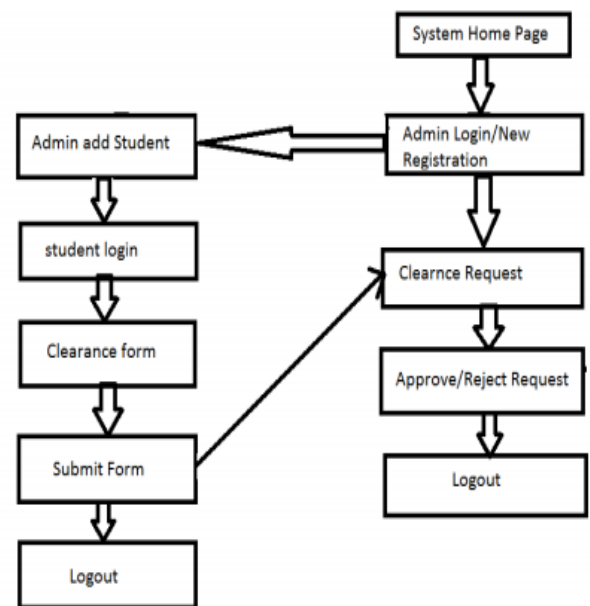 System Home Page
Admin add Student
Admin Login/New
Registration
student login
Clearnce Request
Clearance form
Approve/Reject Request
Submit Form
Logout
Logout